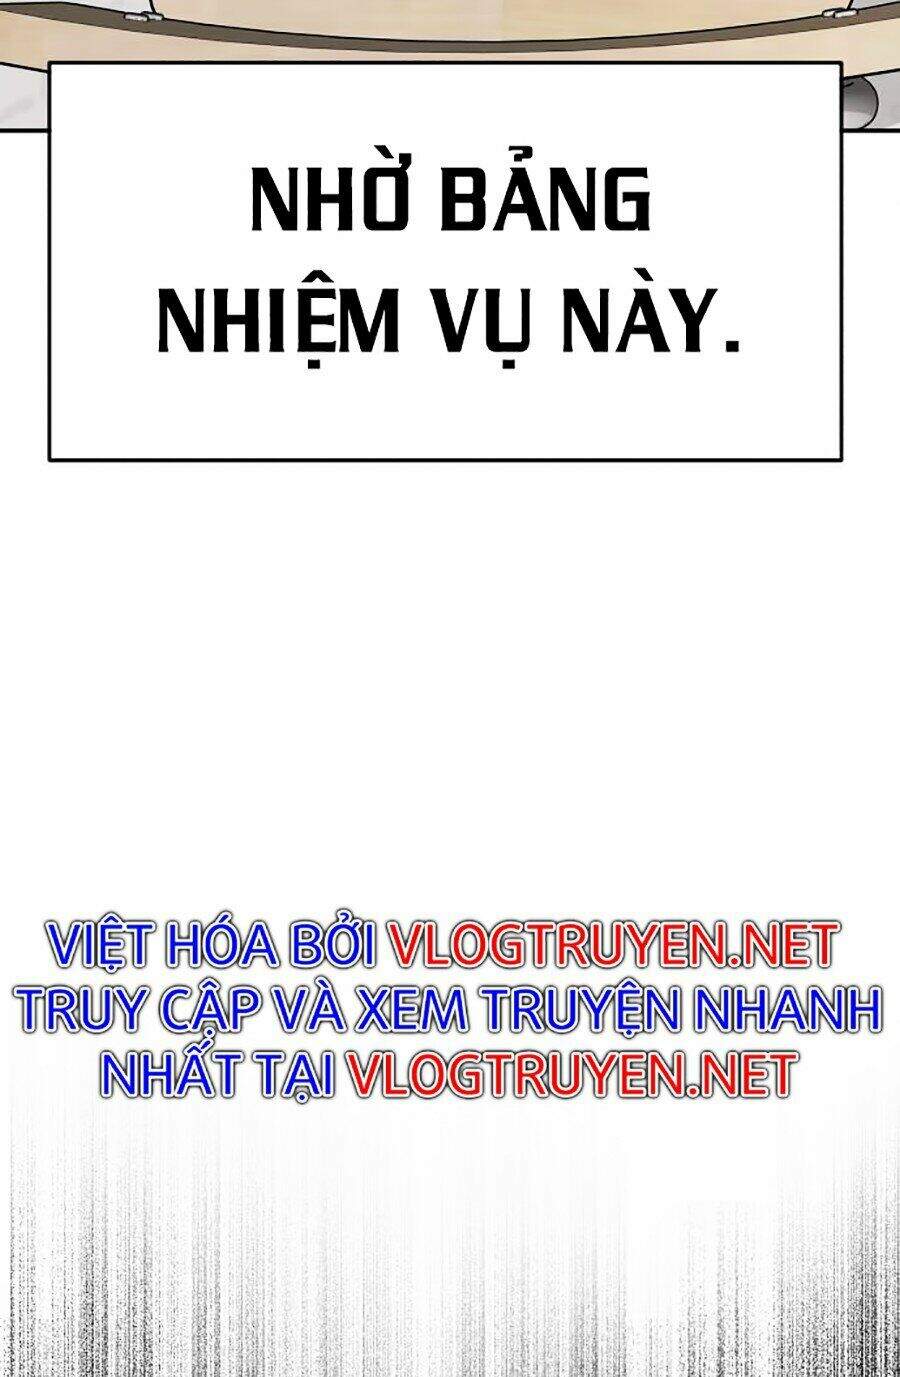 NHỜ BẢNG
NHIỆM VỤ NÀY.
VIỆT HÓA BỞI VLOGTRUYEN.NET
TRUY CẬP VÀ XEM TRUYỆN NHANH
NHẤT TẠI VLOGTRUYEN.NET